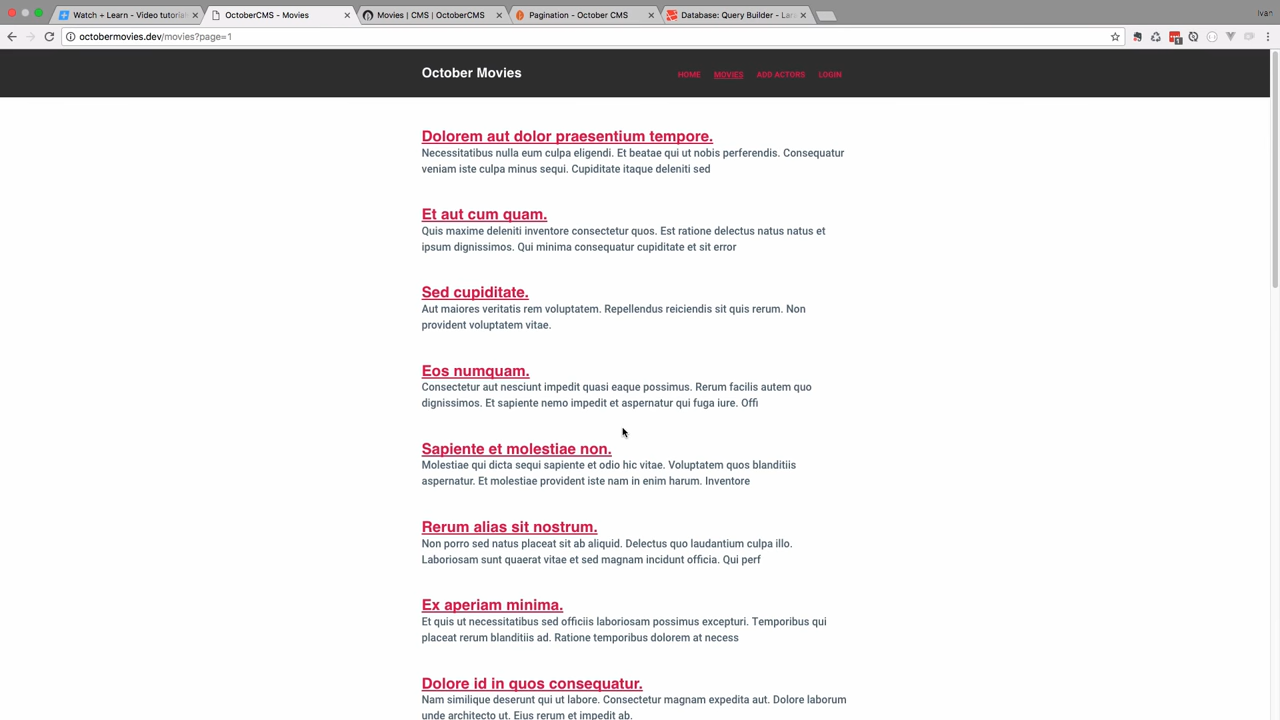 Watch + Learn - Video tutorial
OctoberCMS - Movies
Movies | CMS | OctoberCMS
Pagination - October CMS
Database: Query Builder - Lara
Ivan
octobermovies.dev/movies?page=1
1
October Movies
HOME
MOVIES
ADD ACTORS
LOGIN
Dolorem aut dolor praesentium tempore.
Necessitatibus nulla eum culpa eligendi. Et beatae qui ut nobis perferendis. Consequatur
veniam iste culpa minus sequi. Cupiditate itaque deleniti sed
Et aut cum quam.
Quis maxime deleniti inventore consectetur quos. Est ratione delectus natus natus et
ipsum dignissimos. Qui minima consequatur cupiditate et sit error
Sed cupiditate.
Aut maiores veritatis rem voluptatem. Repellendus reiciendis sit quis rerum. Non
provident voluptatem vitae.
Eos numquam.
Consectetur aut nesciunt impedit quasi eaque possimus. Rerum facilis autem quo
dignissimos. Et sapiente nemo impedit et aspernatur qui fuga iure. Offi
Sapiente et molestiae non.
Molestiae qui dicta sequi sapiente et odio hic vitae. Voluptatem quos blanditiis
aspernatur. Et molestiae provident iste nam in enim harum. Inventore
Rerum alias sit nostrum.
Non porro sed natus placeat sit ab aliquid. Delectus quo laudantium culpa illo.
Laboriosam sunt quaerat vitae et sed magnam incidunt officia. Qui perf
Ex aperiam minima.
Et quis ut necessitatibus sed officiis laboriosam possimus excepturi. Temporibus qui
placeat rerum blanditiis ad. Ratione temporibus dolorem at necess
Dolore id in quos consequatur.
Nam similique deserunt qui ut labore. Consectetur magnam expedita aut. Dolore laborum
unde architecto ut. Eius rerum et impedit ab.